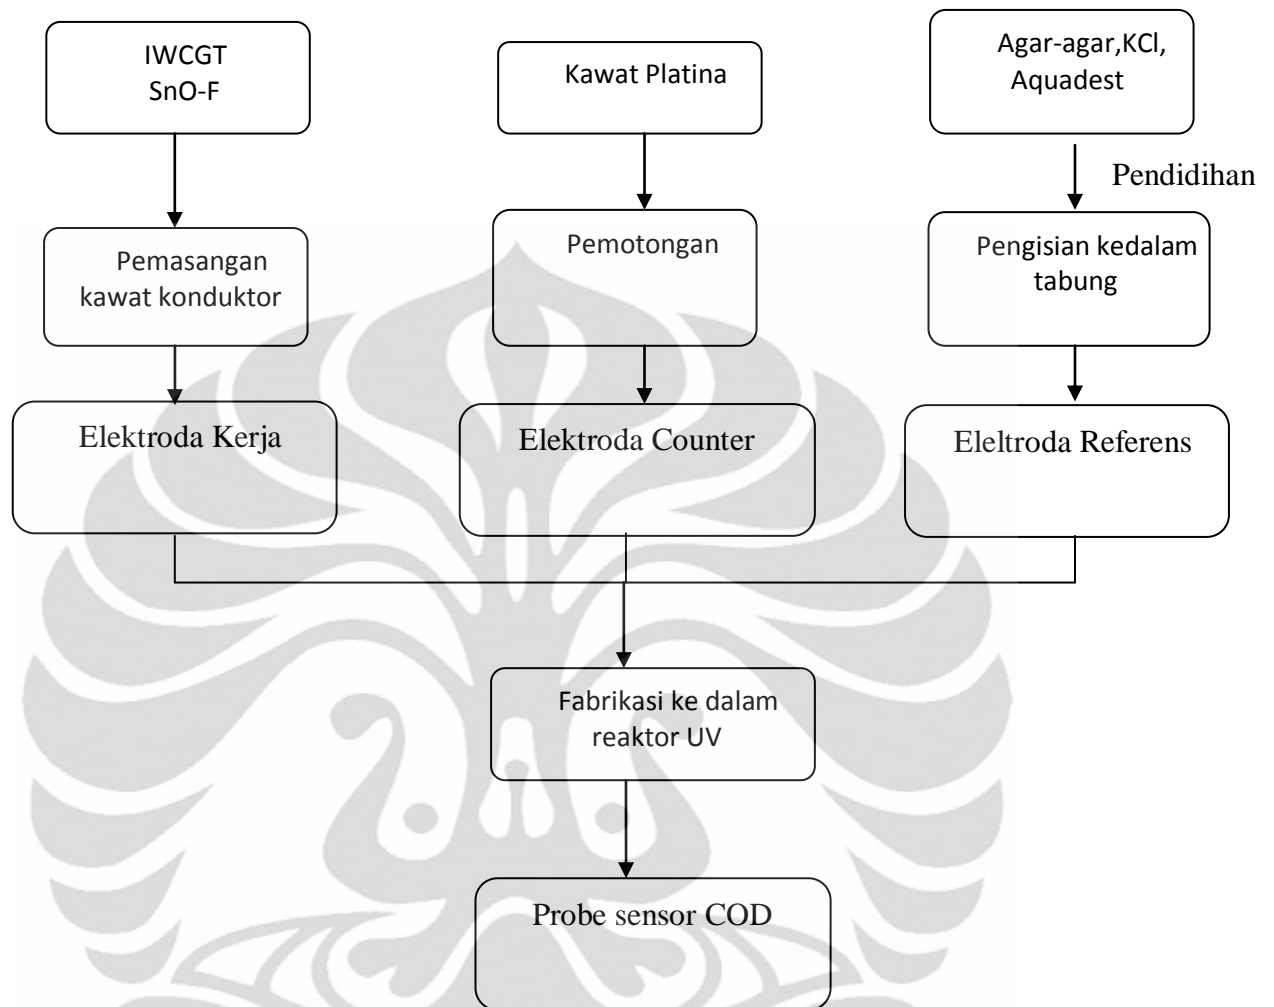 IWCGT
SnO-F
Kawat Platina
Agar-agar,KCl,
Aquadest
Pendidihan
Pemasangan
kawat konduktor
Pemotongan
Pengisian kedalam
tabung
Elektroda Kerja
Elektroda Counter
Eleltroda Referens
Fabrikasi ke dalam
reaktor UV
Probe sensor COD